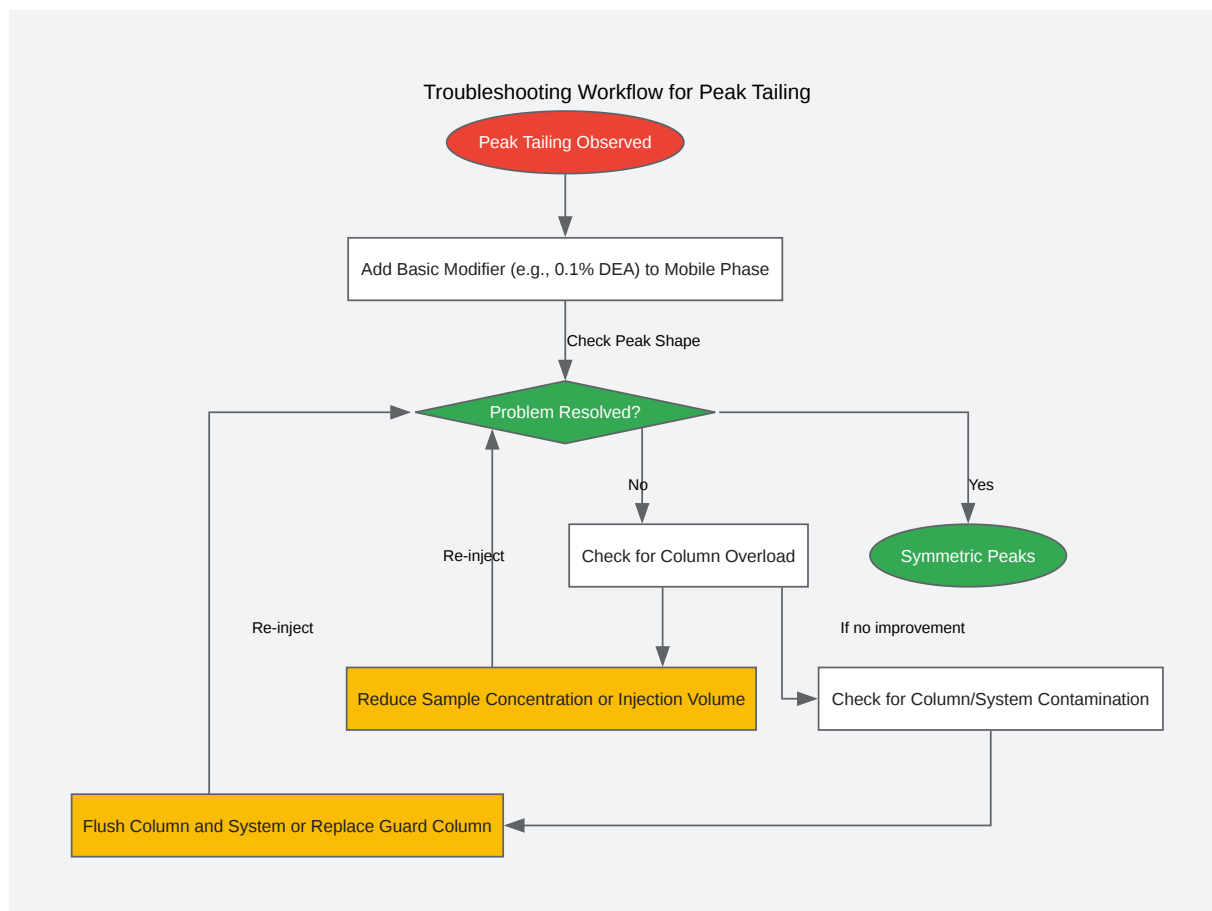 Troubleshooting Workflow for Peak Tailing
Peak Tailing Observed
Add Basic Modifier (e.g., 0.1% DEA) to Mobile Phase
Check Peak Shape
Problem Resolved?
No
Yes
Re-inject
Check for Column Overload
Symmetric Peaks
Re-inject
If no improvement
Reduce Sample Concentration or Injection Volume
Check for Column/System Contamination
Flush Column and System or Replace Guard Column